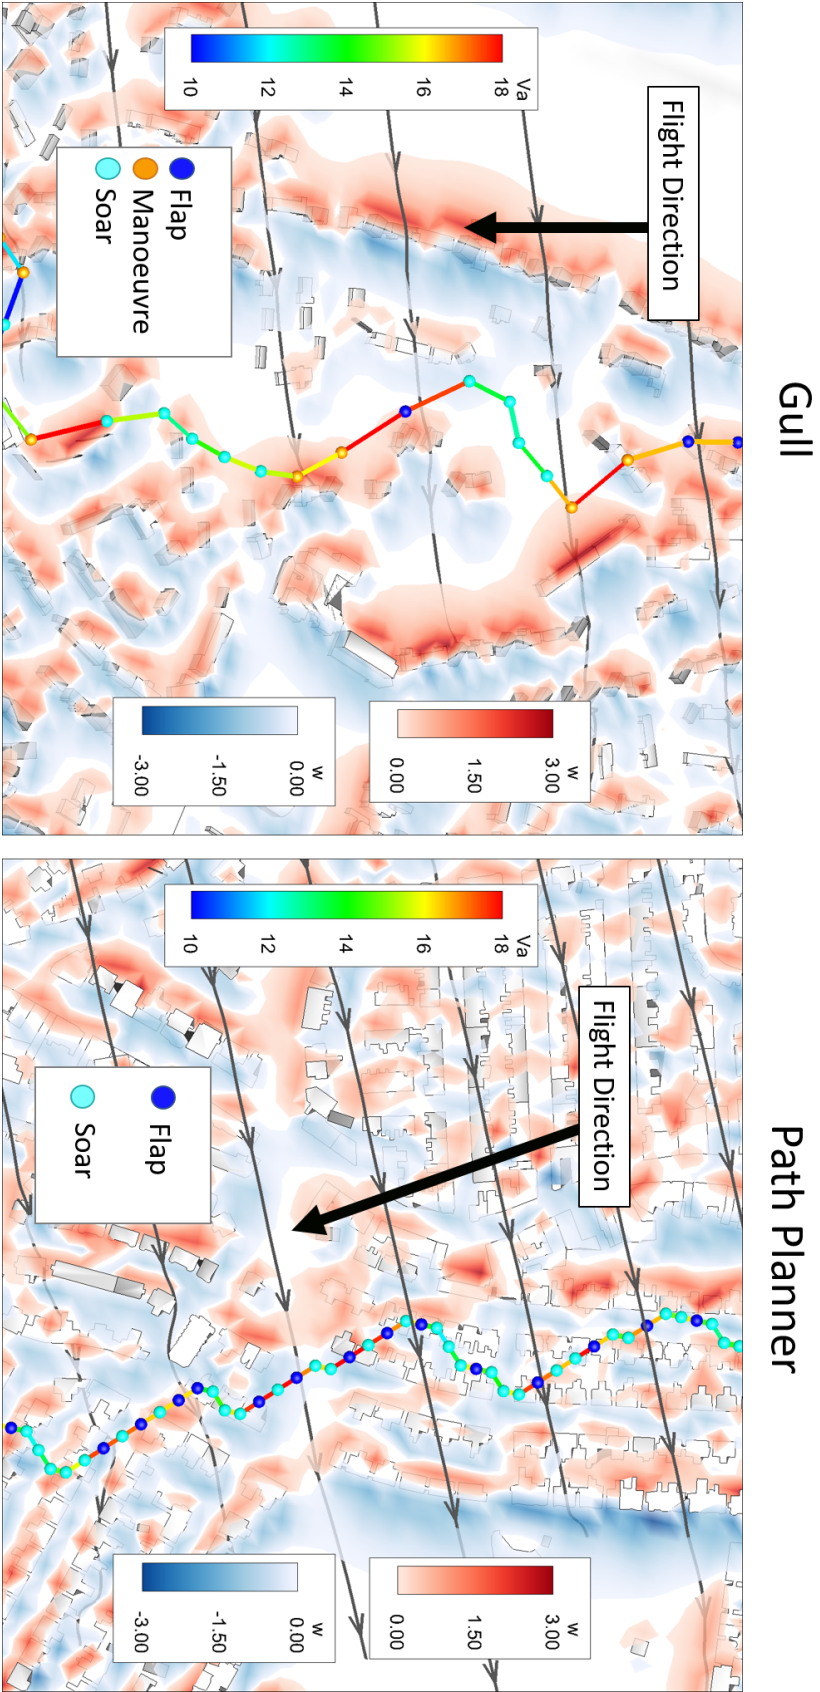 Gull
Va
10
12
14
16
18
Flight Direction
Flap
Manoeuvre
Soar
w
-3.00
-1.50
0.00
w
0.00
1.50
3.00
Path Planner
Va
10
12
14
16
18
Flight Direction
Flap
Soar
w
-3.00
-1.50
0.00
w
0.00
1.50
3.00